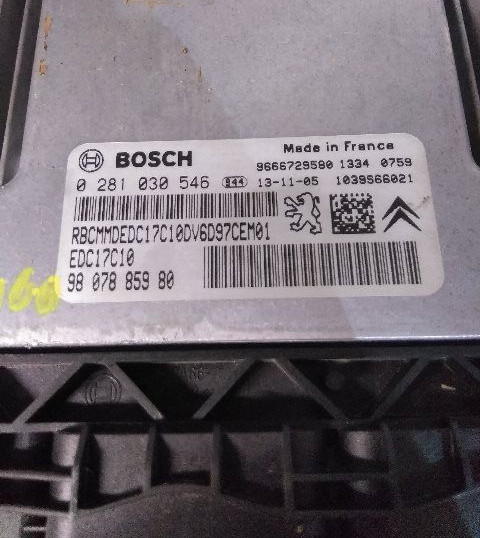 Made in France
BOSCH 9666729580 1334 0759
0 281 030 546 844 13-11-05 1039S66021
RBCMMDEDC17C10DV6D97CEM01
EDC17C10
98 078 859 80